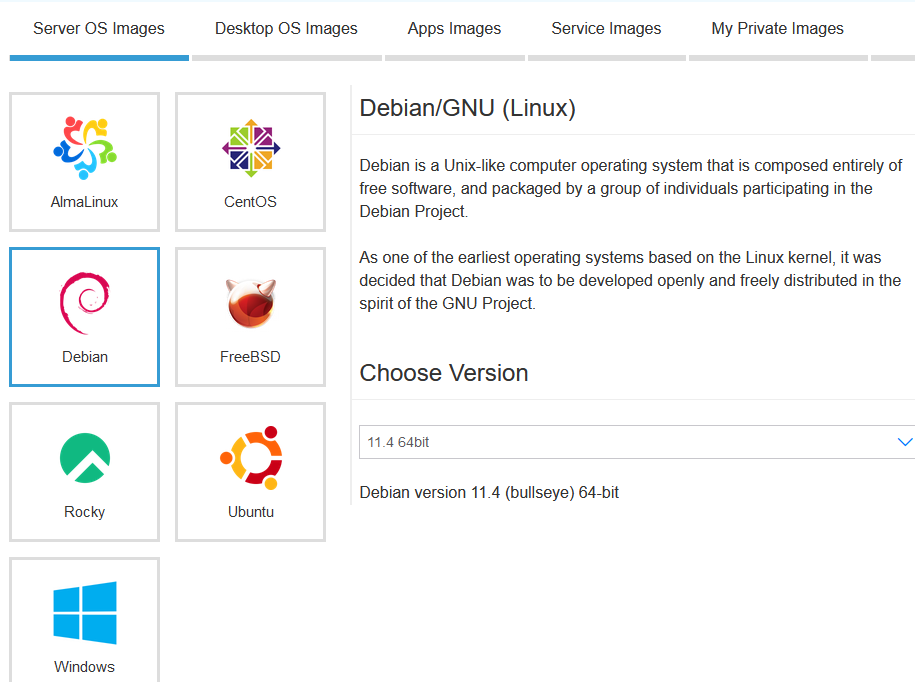 Server OS Images
Desktop OS Images
Apps Images
Service Images
My Private Images
AlmaLinux
CentOS
Debian
FreeBSD
Rocky
Ubuntu
Windows
Debian/GNU (Linux)
Debian is a Unix-like computer operating system that is composed entirely of
free software, and packaged by a group of individuals participating in the
Debian Project.
As one of the earliest operating systems based on the Linux kernel, it was
decided that Debian was to be developed openly and freely distributed in the
spirit of the GNU Project.
Choose Version
11.4 64bit
Debian version 11.4 (bullseye) 64-bit